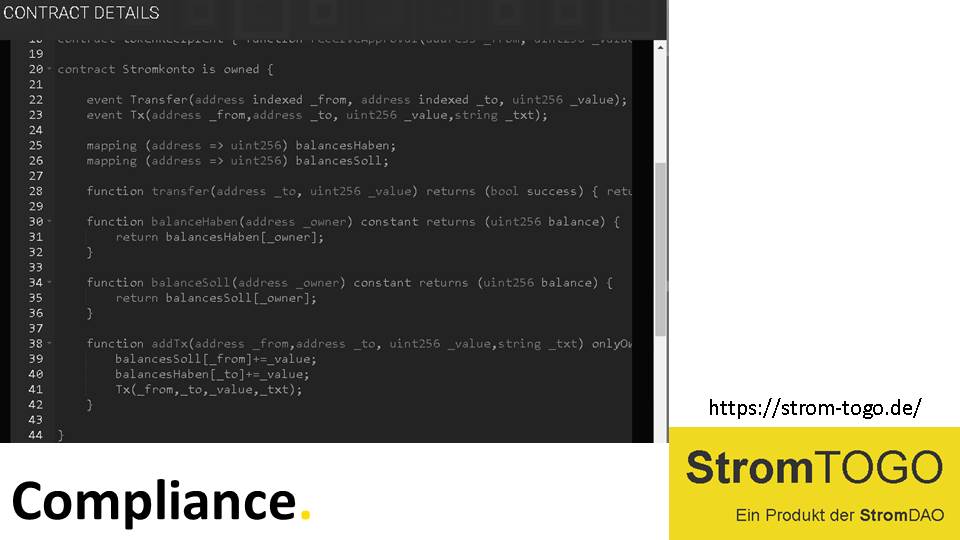 CONTRACT DETAILS
18 contract tokenRecipient { function receiveApproval(address _from, uint256 _value
19
20 contract Stromkonto is owned {
21
22 event Transfer(address indexed _from, address indexed _to, uint256 _value);
23 event Tx(address _from,address _to, uint256 _value,string _txt);
24
25 mapping (address => uint256) balancesHaben;
26 mapping (address => uint256) balancesSoll;
27
28 function transfer(address _to, uint256 _value) returns (bool success) { retu
29
30 function balanceHaben(address _owner) constant returns (uint256 balance) {
31 return balancesHaben[_owner];
32 }
33
34 function balanceSoll(address _owner) constant returns (uint256 balance) {
35 return balancesSoll[_owner];
36 }
37
38 function addTx(address _from,address _to, uint256 _value,string _txt) onlyOw
39 balancesSoll[_from]+=_value;
40 balancesHaben[_to]+=_value;
41 Tx(_from,_to,_value,_txt);
42 }
43
44 }
https://strom-togo.de/
StromTOGO
Ein Produkt der StromDAO
Compliance.